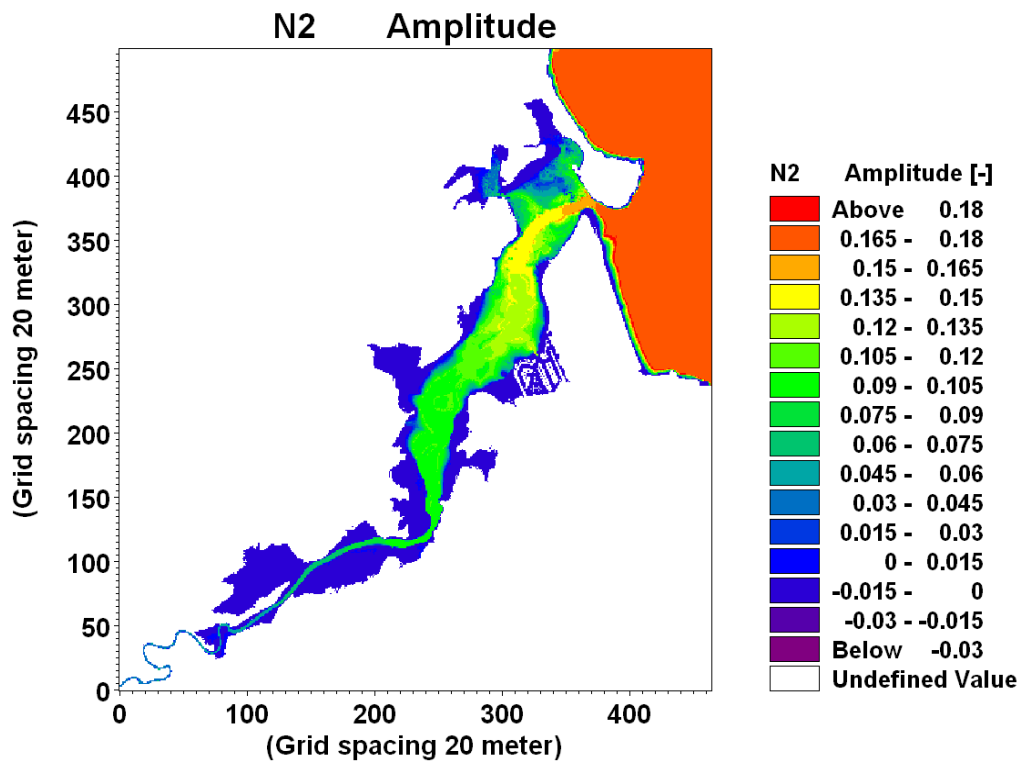 N2 Amplitude
450
400
350
300
250
200
150
100
50
0
(Grid spacing 20 meter)
0 100 200 300 400
(Grid spacing 20 meter)
N2 Amplitude [-]
Above 0.18
0.165 - 0.18
0.15 - 0.165
0.135 - 0.15
0.12 - 0.135
0.105 - 0.12
0.09 - 0.105
0.075 - 0.09
0.06 - 0.075
0.045 - 0.06
0.03 - 0.045
0.015 - 0.03
0 - 0.015
-0.015 - 0
-0.03 - -0.015
Below -0.03
Undefined Value